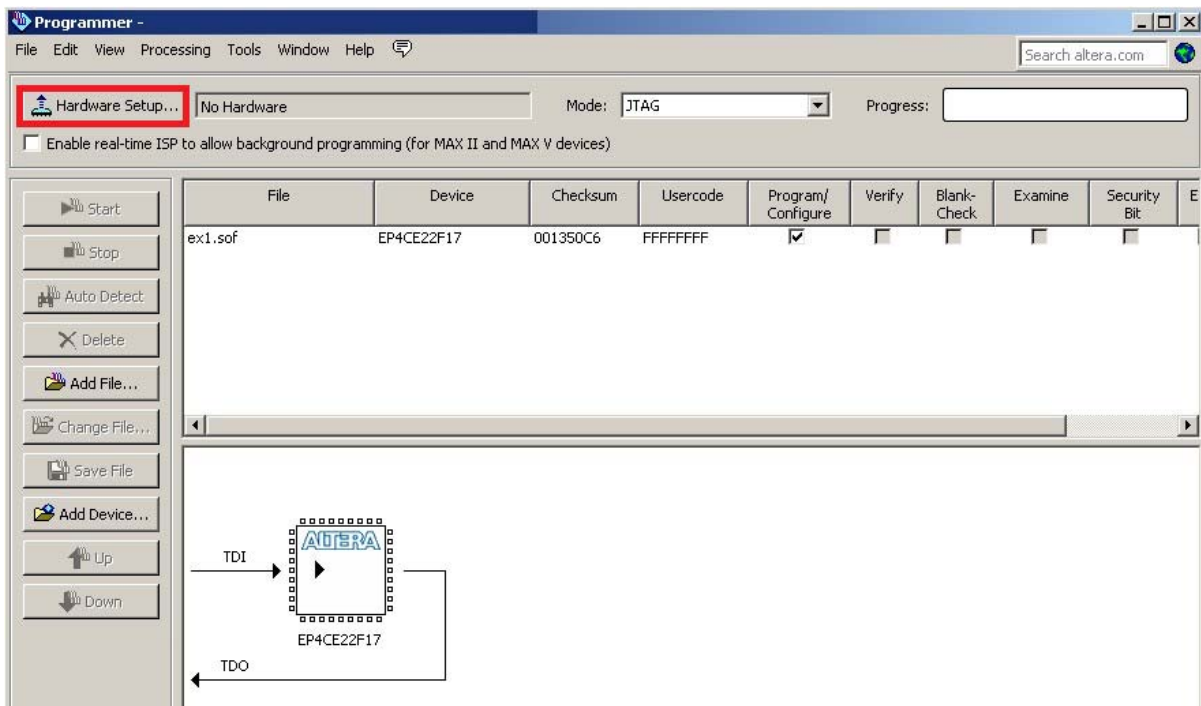 Programmer -
File Edit View Processing Tools Window Help
Search altera.com
Hardware Setup... No Hardware Mode: JTAG Progress:
Enable real-time ISP to allow background programming (for MAX II and MAX V devices)
File Device Checksum Usercode Program/ Verify Blank- Examine Security E
Configure Check Bit
ex1.sof EP4CE22F17 001350C6 FFFFFFFF
Start
Stop
Auto Detect
Delete
Add File...
Change File...
Save File
Add Device...
Up
Down
ALTERA
TDI
EP4CE22F17
TDO